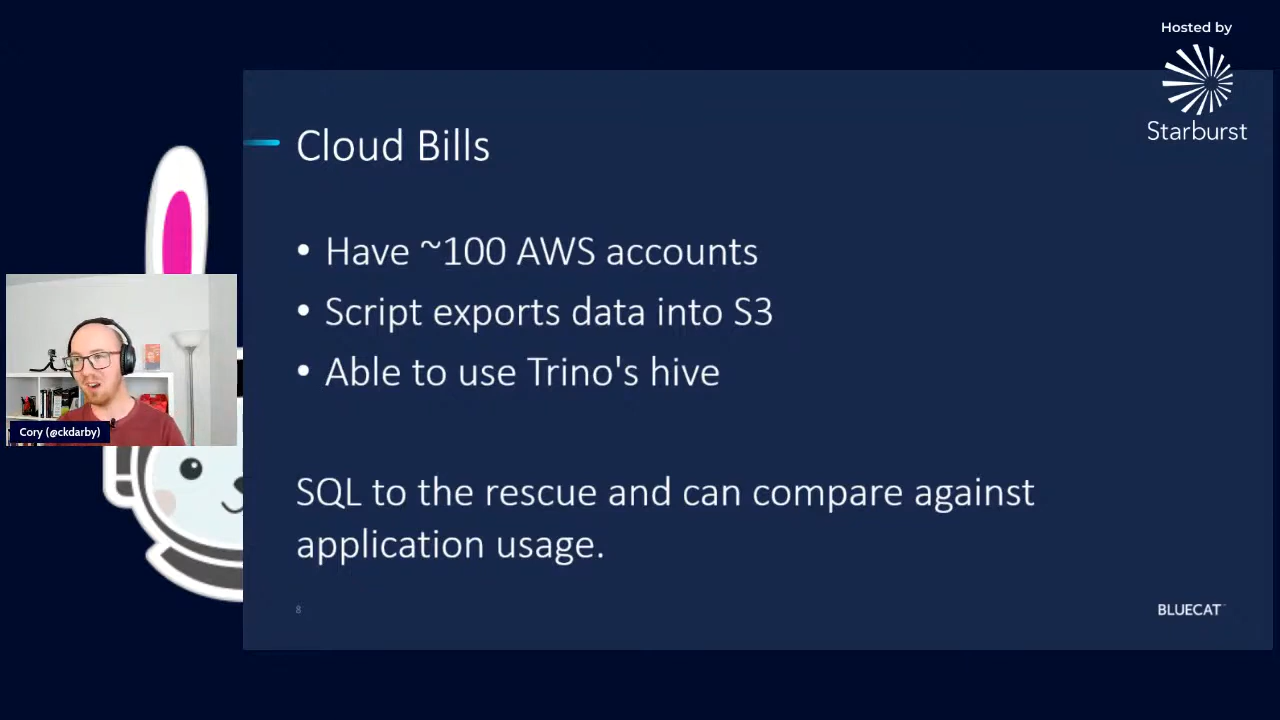 Hosted by
Starburst
Cloud Bills
• Have ~100 AWS accounts
• Script exports data into S3
• Able to use Trino's hive
SQL to the rescue and can compare against
application usage.
Cory (@ckdarby)
8
BLUECAT